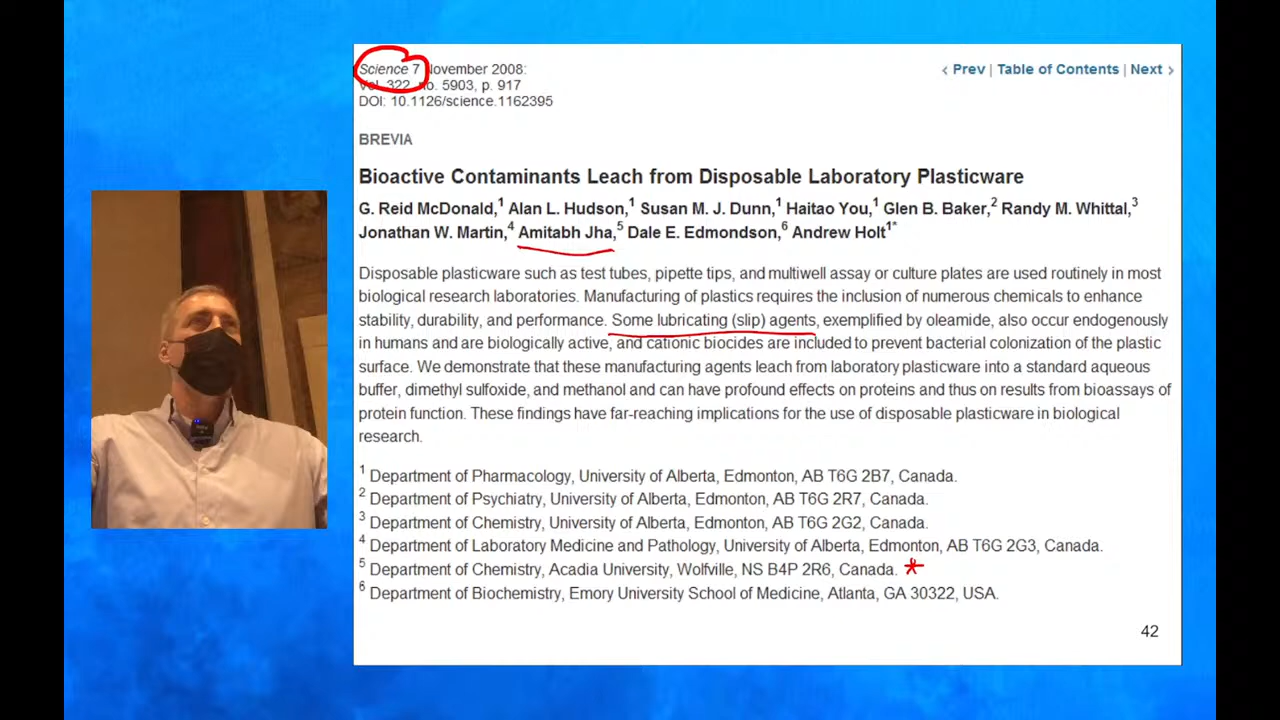 Science 7 November 2008:
Vol. 322. no. 5903, p. 917
DOI: 10.1126/science.1162395
‹ Prev | Table of Contents | Next ›
BREVIA
Bioactive Contaminants Leach from Disposable Laboratory Plasticware
G. Reid McDonald,1 Alan L. Hudson,1 Susan M. J. Dunn,1 Haitao You,1 Glen B. Baker,2 Randy M. Whittal,3
Jonathan W. Martin,4 Amitabh Jha,5 Dale E. Edmondson,6 Andrew Holt1*
Disposable plasticware such as test tubes, pipette tips, and multiwell assay or culture plates are used routinely in most
biological research laboratories. Manufacturing of plastics requires the inclusion of numerous chemicals to enhance
stability, durability, and performance. Some lubricating (slip) agents, exemplified by oleamide, also occur endogenously
in humans and are biologically active, and cationic biocides are included to prevent bacterial colonization of the plastic
surface. We demonstrate that these manufacturing agents leach from laboratory plasticware into a standard aqueous
buffer, dimethyl sulfoxide, and methanol and can have profound effects on proteins and thus on results from bioassays of
protein function. These findings have far-reaching implications for the use of disposable plasticware in biological
research.
1 Department of Pharmacology, University of Alberta, Edmonton, AB T6G 2B7, Canada.
2 Department of Psychiatry, University of Alberta, Edmonton, AB T6G 2R7, Canada.
3 Department of Chemistry, University of Alberta, Edmonton, AB T6G 2G2, Canada.
4 Department of Laboratory Medicine and Pathology, University of Alberta, Edmonton, AB T6G 2G3, Canada.
5 Department of Chemistry, Acadia University, Wolfville, NS B4P 2R6, Canada. *
6 Department of Biochemistry, Emory University School of Medicine, Atlanta, GA 30322, USA.
42